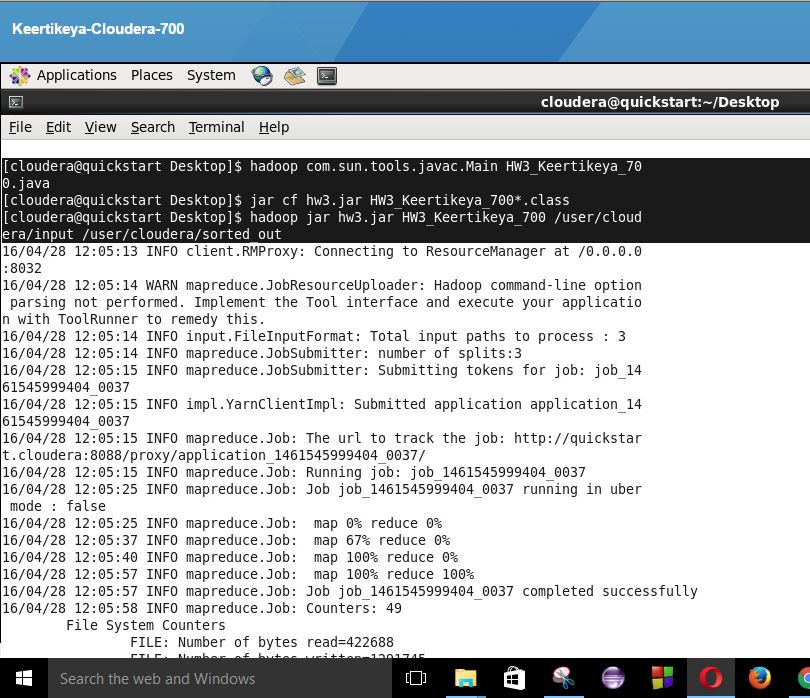 Keertikeya-Cloudera-700
Applications Places System
cloudera@quickstart:~/Desktop
File Edit View Search Terminal Help
[cloudera@quickstart Desktop]$ hadoop com.sun.tools.javac.Main HW3_Keertikeya_70
0.java
[cloudera@quickstart Desktop]$ jar cf hw3.jar HW3_Keertikeya_700*.class
[cloudera@quickstart Desktop]$ hadoop jar hw3.jar HW3_Keertikeya_700 /user/cloud
era/input /user/cloudera/sorted_out
16/04/28 12:05:13 INFO client.RMProxy: Connecting to ResourceManager at /0.0.0.0
:8032
16/04/28 12:05:14 WARN mapreduce.JobResourceUploader: Hadoop command-line option
 parsing not performed. Implement the Tool interface and execute your applicatio
n with ToolRunner to remedy this.
16/04/28 12:05:14 INFO input.FileInputFormat: Total input paths to process : 3
16/04/28 12:05:14 INFO mapreduce.JobSubmitter: number of splits:3
16/04/28 12:05:15 INFO mapreduce.JobSubmitter: Submitting tokens for job: job_14
61545999404_0037
16/04/28 12:05:15 INFO impl.YarnClientImpl: Submitted application application_14
61545999404_0037
16/04/28 12:05:15 INFO mapreduce.Job: The url to track the job: http://quickstar
t.cloudera:8088/proxy/application_1461545999404_0037/
16/04/28 12:05:15 INFO mapreduce.Job: Running job: job_1461545999404_0037
16/04/28 12:05:25 INFO mapreduce.Job: Job job_1461545999404_0037 running in uber
 mode : false
16/04/28 12:05:25 INFO mapreduce.Job:  map 0% reduce 0%
16/04/28 12:05:37 INFO mapreduce.Job:  map 67% reduce 0%
16/04/28 12:05:40 INFO mapreduce.Job:  map 100% reduce 0%
16/04/28 12:05:57 INFO mapreduce.Job:  map 100% reduce 100%
16/04/28 12:05:57 INFO mapreduce.Job: Job job_1461545999404_0037 completed successfully
16/04/28 12:05:58 INFO mapreduce.Job: Counters: 49
File System Counters
FILE: Number of bytes read=422688
FILE: Number of bytes written=1291745
Search the web and Windows